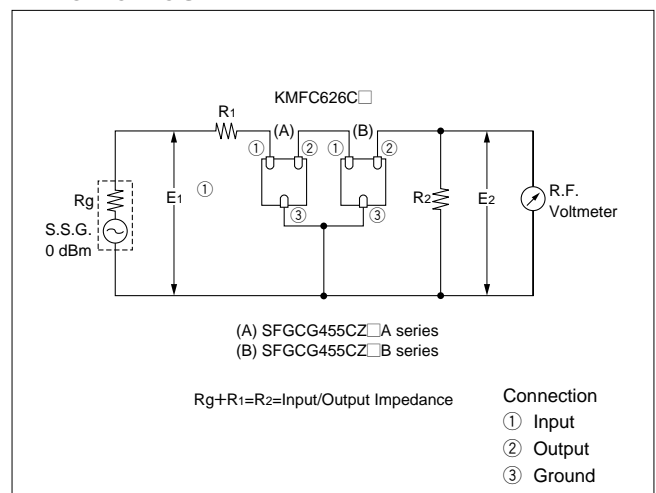 KMFC626C□
R1
(A)
(B)
① ② ① ②
Rg
E1
①
R2
E2
R.F.
Voltmeter
S.S.G.
0 dBm
③ ③
(A) SFGCG455CZ□A series
(B) SFGCG455CZ□B series
Rg+R1=R2=Input/Output Impedance
Connection
① Input
② Output
③ Ground